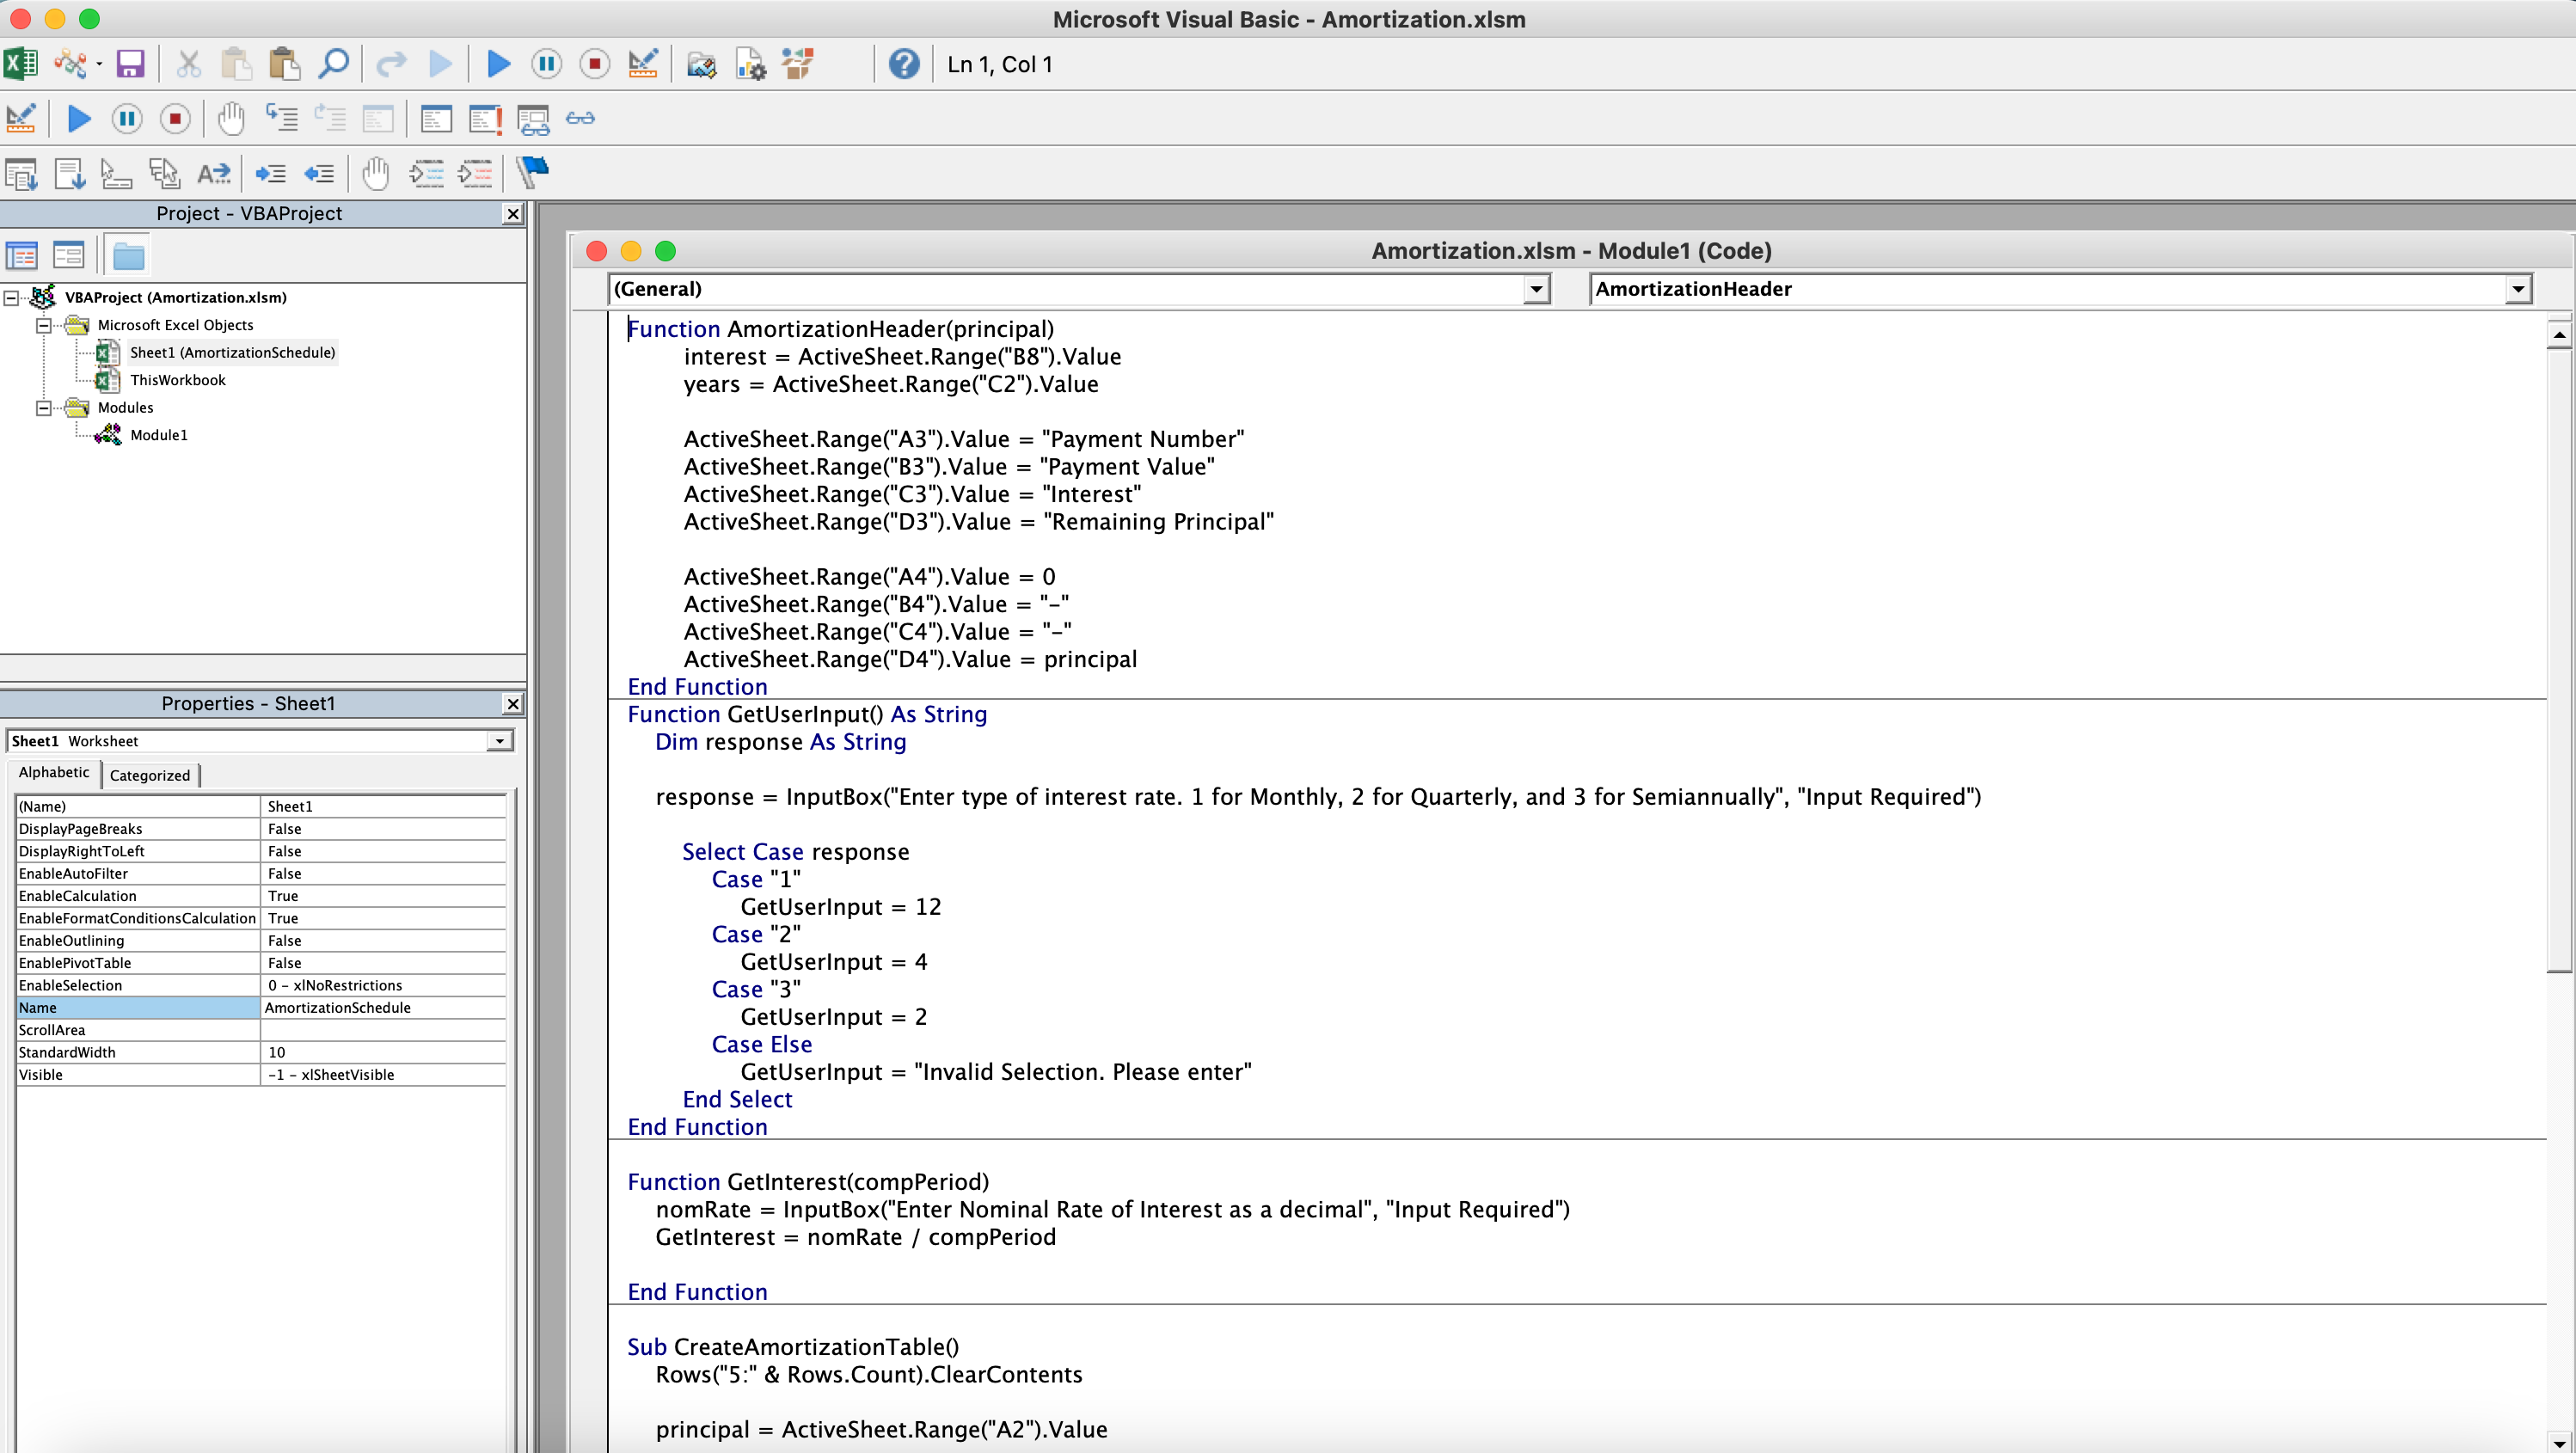 Microsoft Visual Basic - Amortization.xlsm
Ln 1, Col 1
Project - VBAProject
VBAProject (Amortization.xlsm)
Microsoft Excel Objects
Sheet1 (AmortizationSchedule)
ThisWorkbook
Modules
Module1
Properties - Sheet1
Sheet1 Worksheet
Alphabetic Categorized
(Name) Sheet1
DisplayPageBreaks False
DisplayRightToLeft False
EnableAutoFilter False
EnableCalculation True
EnableFormatConditionsCalculation True
EnableOutlining False
EnablePivotTable False
EnableSelection 0 - xlNoRestrictions
Name AmortizationSchedule
ScrollArea
StandardWidth 10
Visible -1 - xlSheetVisible
Amortization.xlsm - Module1 (Code)
(General) AmortizationHeader
Function AmortizationHeader(principal)
interest = ActiveSheet.Range("B8").Value
years = ActiveSheet.Range("C2").Value
ActiveSheet.Range("A3").Value = "Payment Number"
ActiveSheet.Range("B3").Value = "Payment Value"
ActiveSheet.Range("C3").Value = "Interest"
ActiveSheet.Range("D3").Value = "Remaining Principal"
ActiveSheet.Range("A4").Value = 0
ActiveSheet.Range("B4").Value = "-"
ActiveSheet.Range("C4").Value = "-"
ActiveSheet.Range("D4").Value = principal
End Function
Function GetUserInput() As String
Dim response As String
response = InputBox("Enter type of interest rate. 1 for Monthly, 2 for Quarterly, and 3 for Semiannually", "Input Required")
Select Case response
Case "1"
GetUserInput = 12
Case "2"
GetUserInput = 4
Case "3"
GetUserInput = 2
Case Else
GetUserInput = "Invalid Selection. Please enter"
End Select
End Function
Function GetInterest(compPeriod)
nomRate = InputBox("Enter Nominal Rate of Interest as a decimal", "Input Required")
GetInterest = nomRate / compPeriod
End Function
Sub CreateAmortizationTable()
Rows("5:" & Rows.Count).ClearContents
principal = ActiveSheet.Range("A2").Value